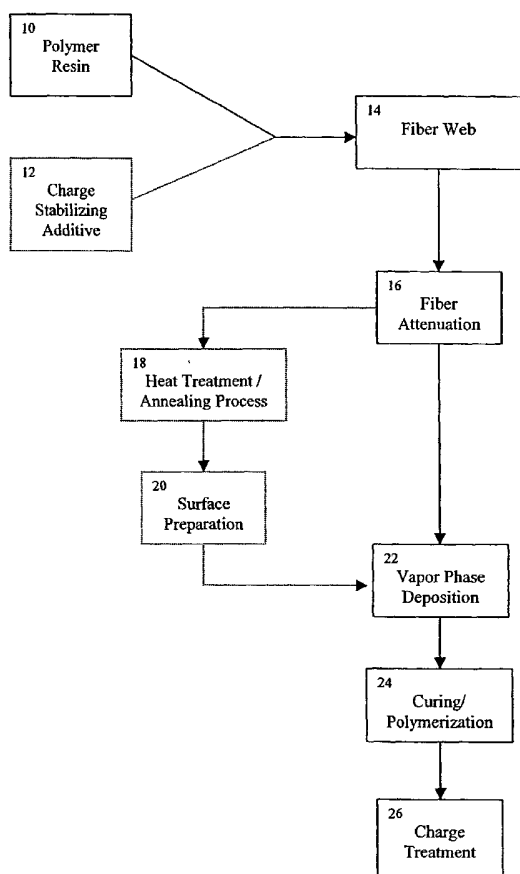 10
Polymer
Resin
14
Fiber Web
12
Charge
Stabilizing
Additive
16
Fiber
Attenuation
18
Heat Treatment /
Annealing Process
20
Surface
Preparation
22
Vapor Phase
Deposition
24
Curing/
Polymerization
26
Charge
Treatment